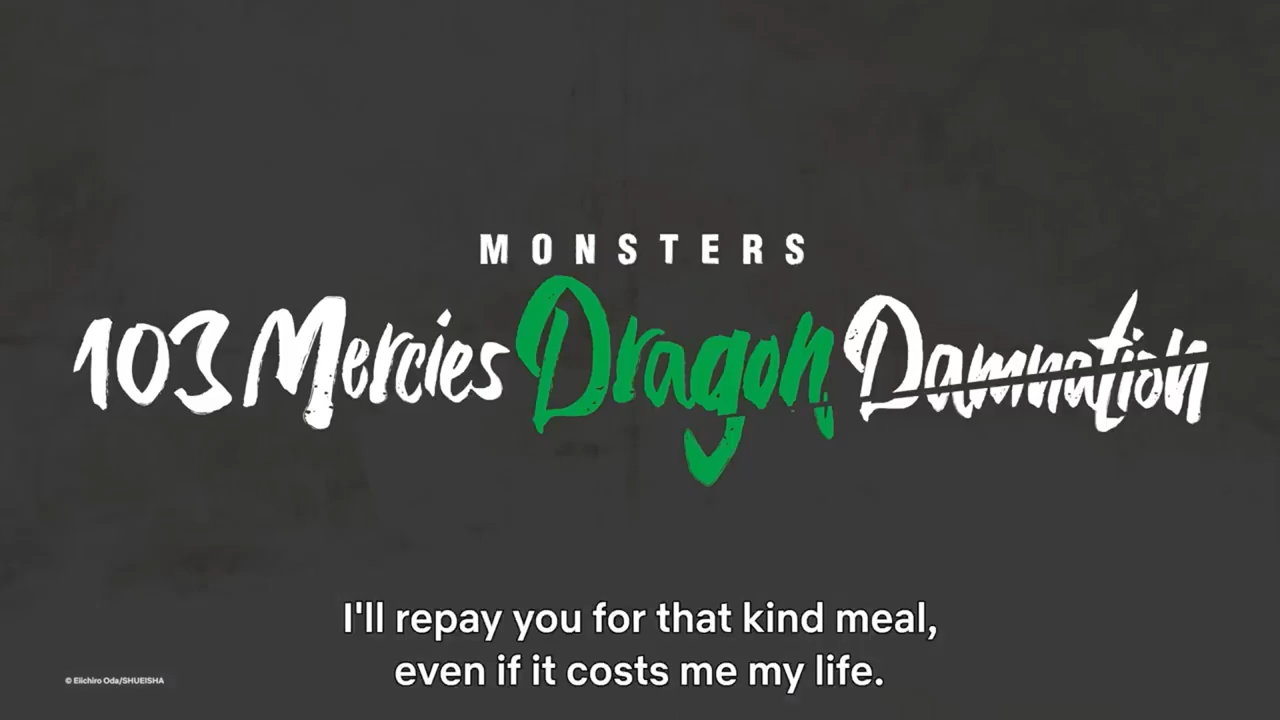 MONSTERS
103 Mercies Dragon Damnation
I'll repay you for that kind meal,
even if it costs me my life.
© Eiichiro Oda/SHUEISHA